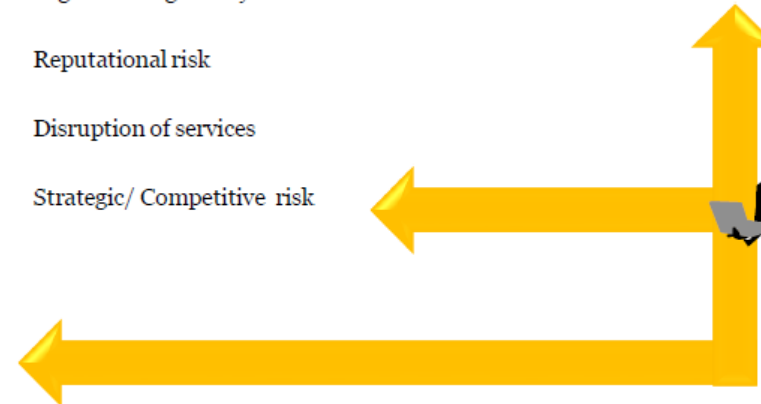 Reputational risk
Disruption of services
Strategic/ Competitive risk